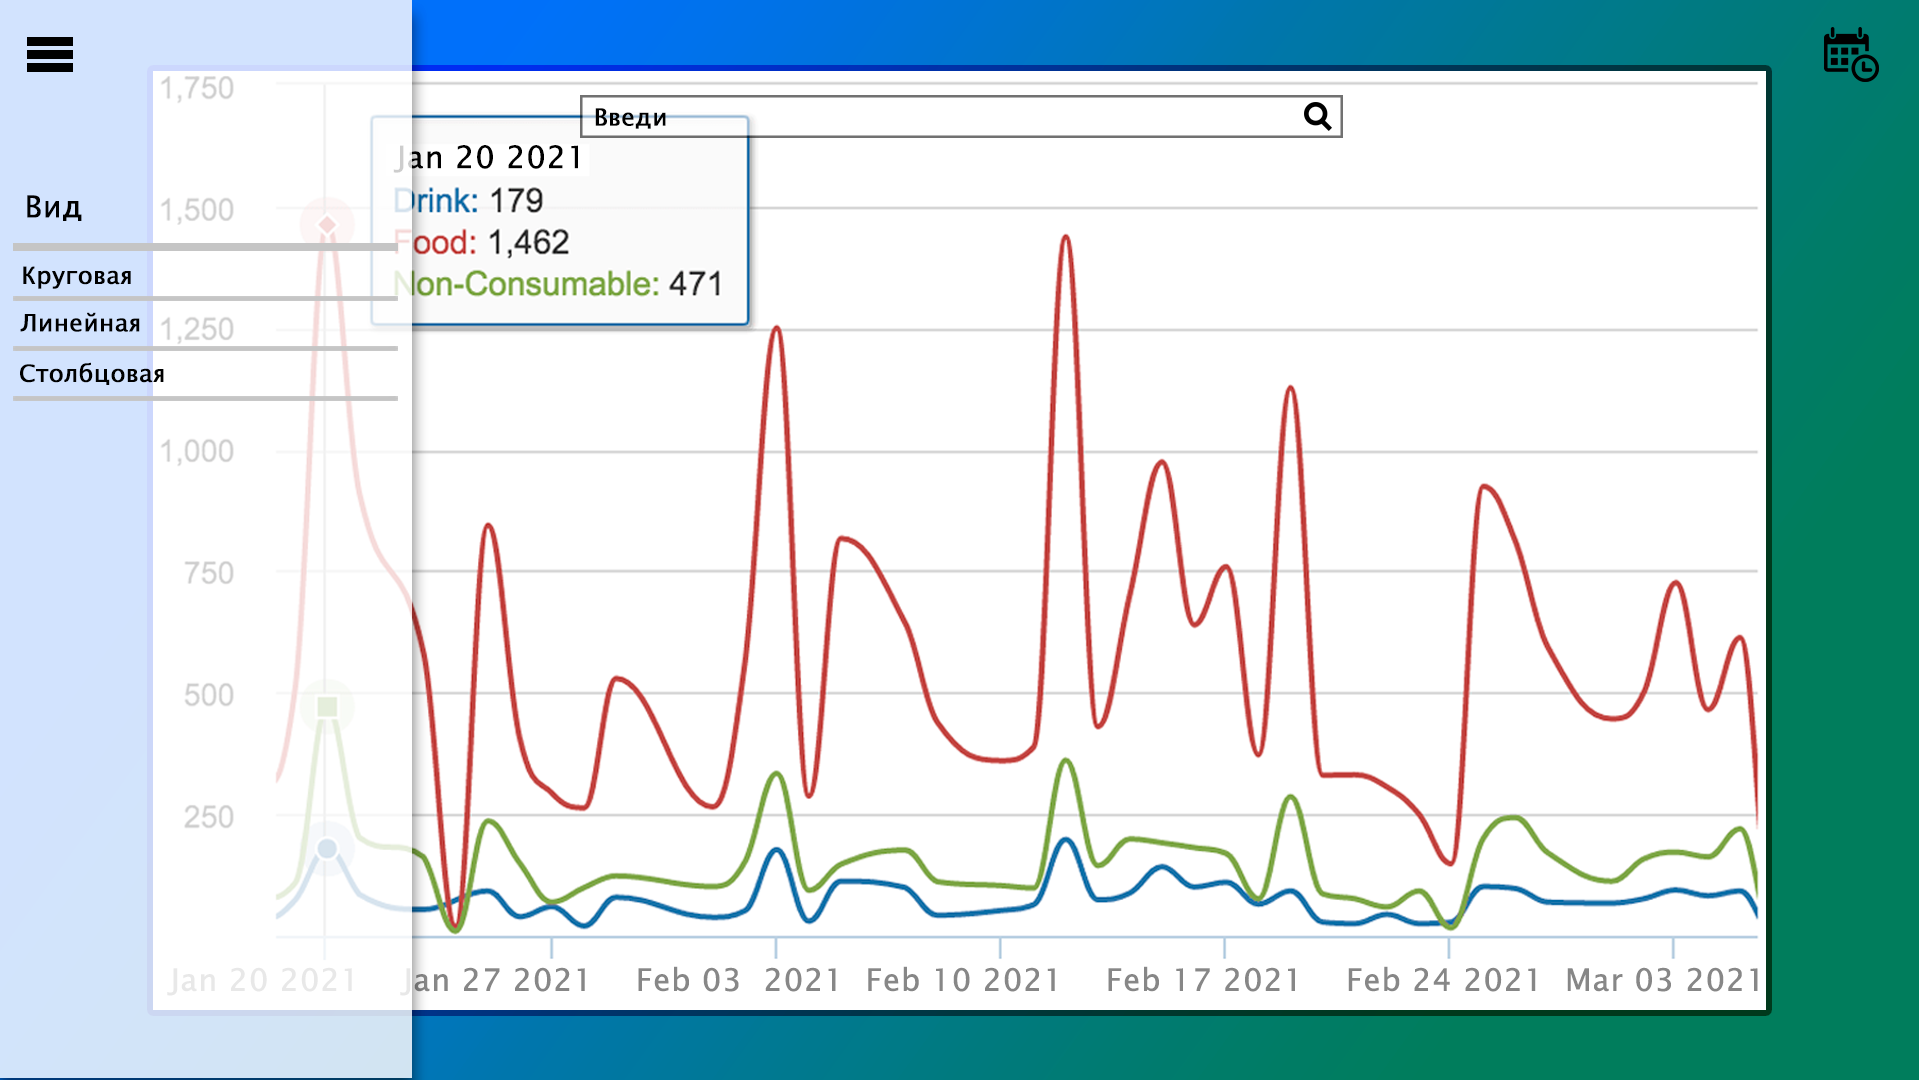 Введи
Вид
Круговая
Линейная
Столбцовая
Jan 20 2021
Drink: 179
Food: 1,462
Non-Consumable: 471
1,750
1,500
1,250
1,000
750
500
250
Jan 20 2021
Jan 27 2021
Feb 03 2021
Feb 10 2021
Feb 17 2021
Feb 24 2021
Mar 03 2021